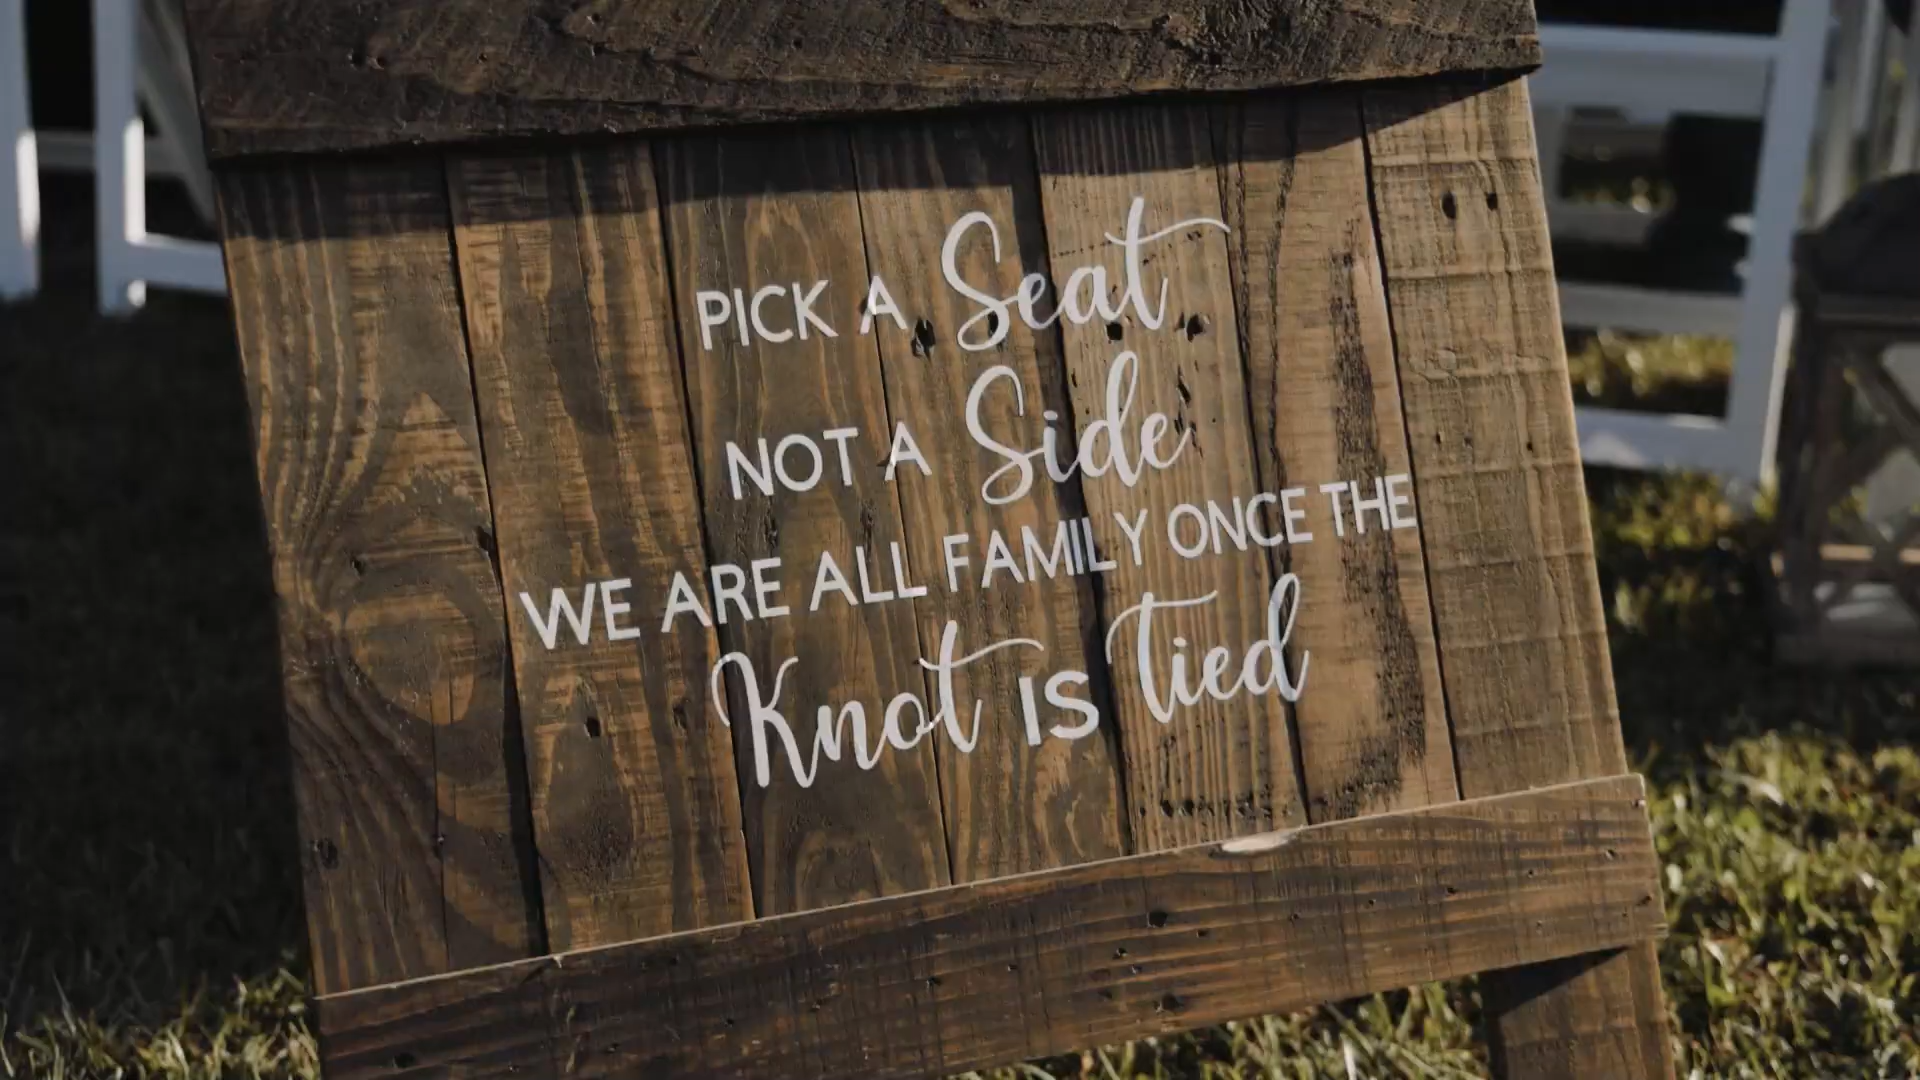 PICK A Seat
NOT A Side
WE ARE ALL FAMILY ONCE THE
Knot IS tied